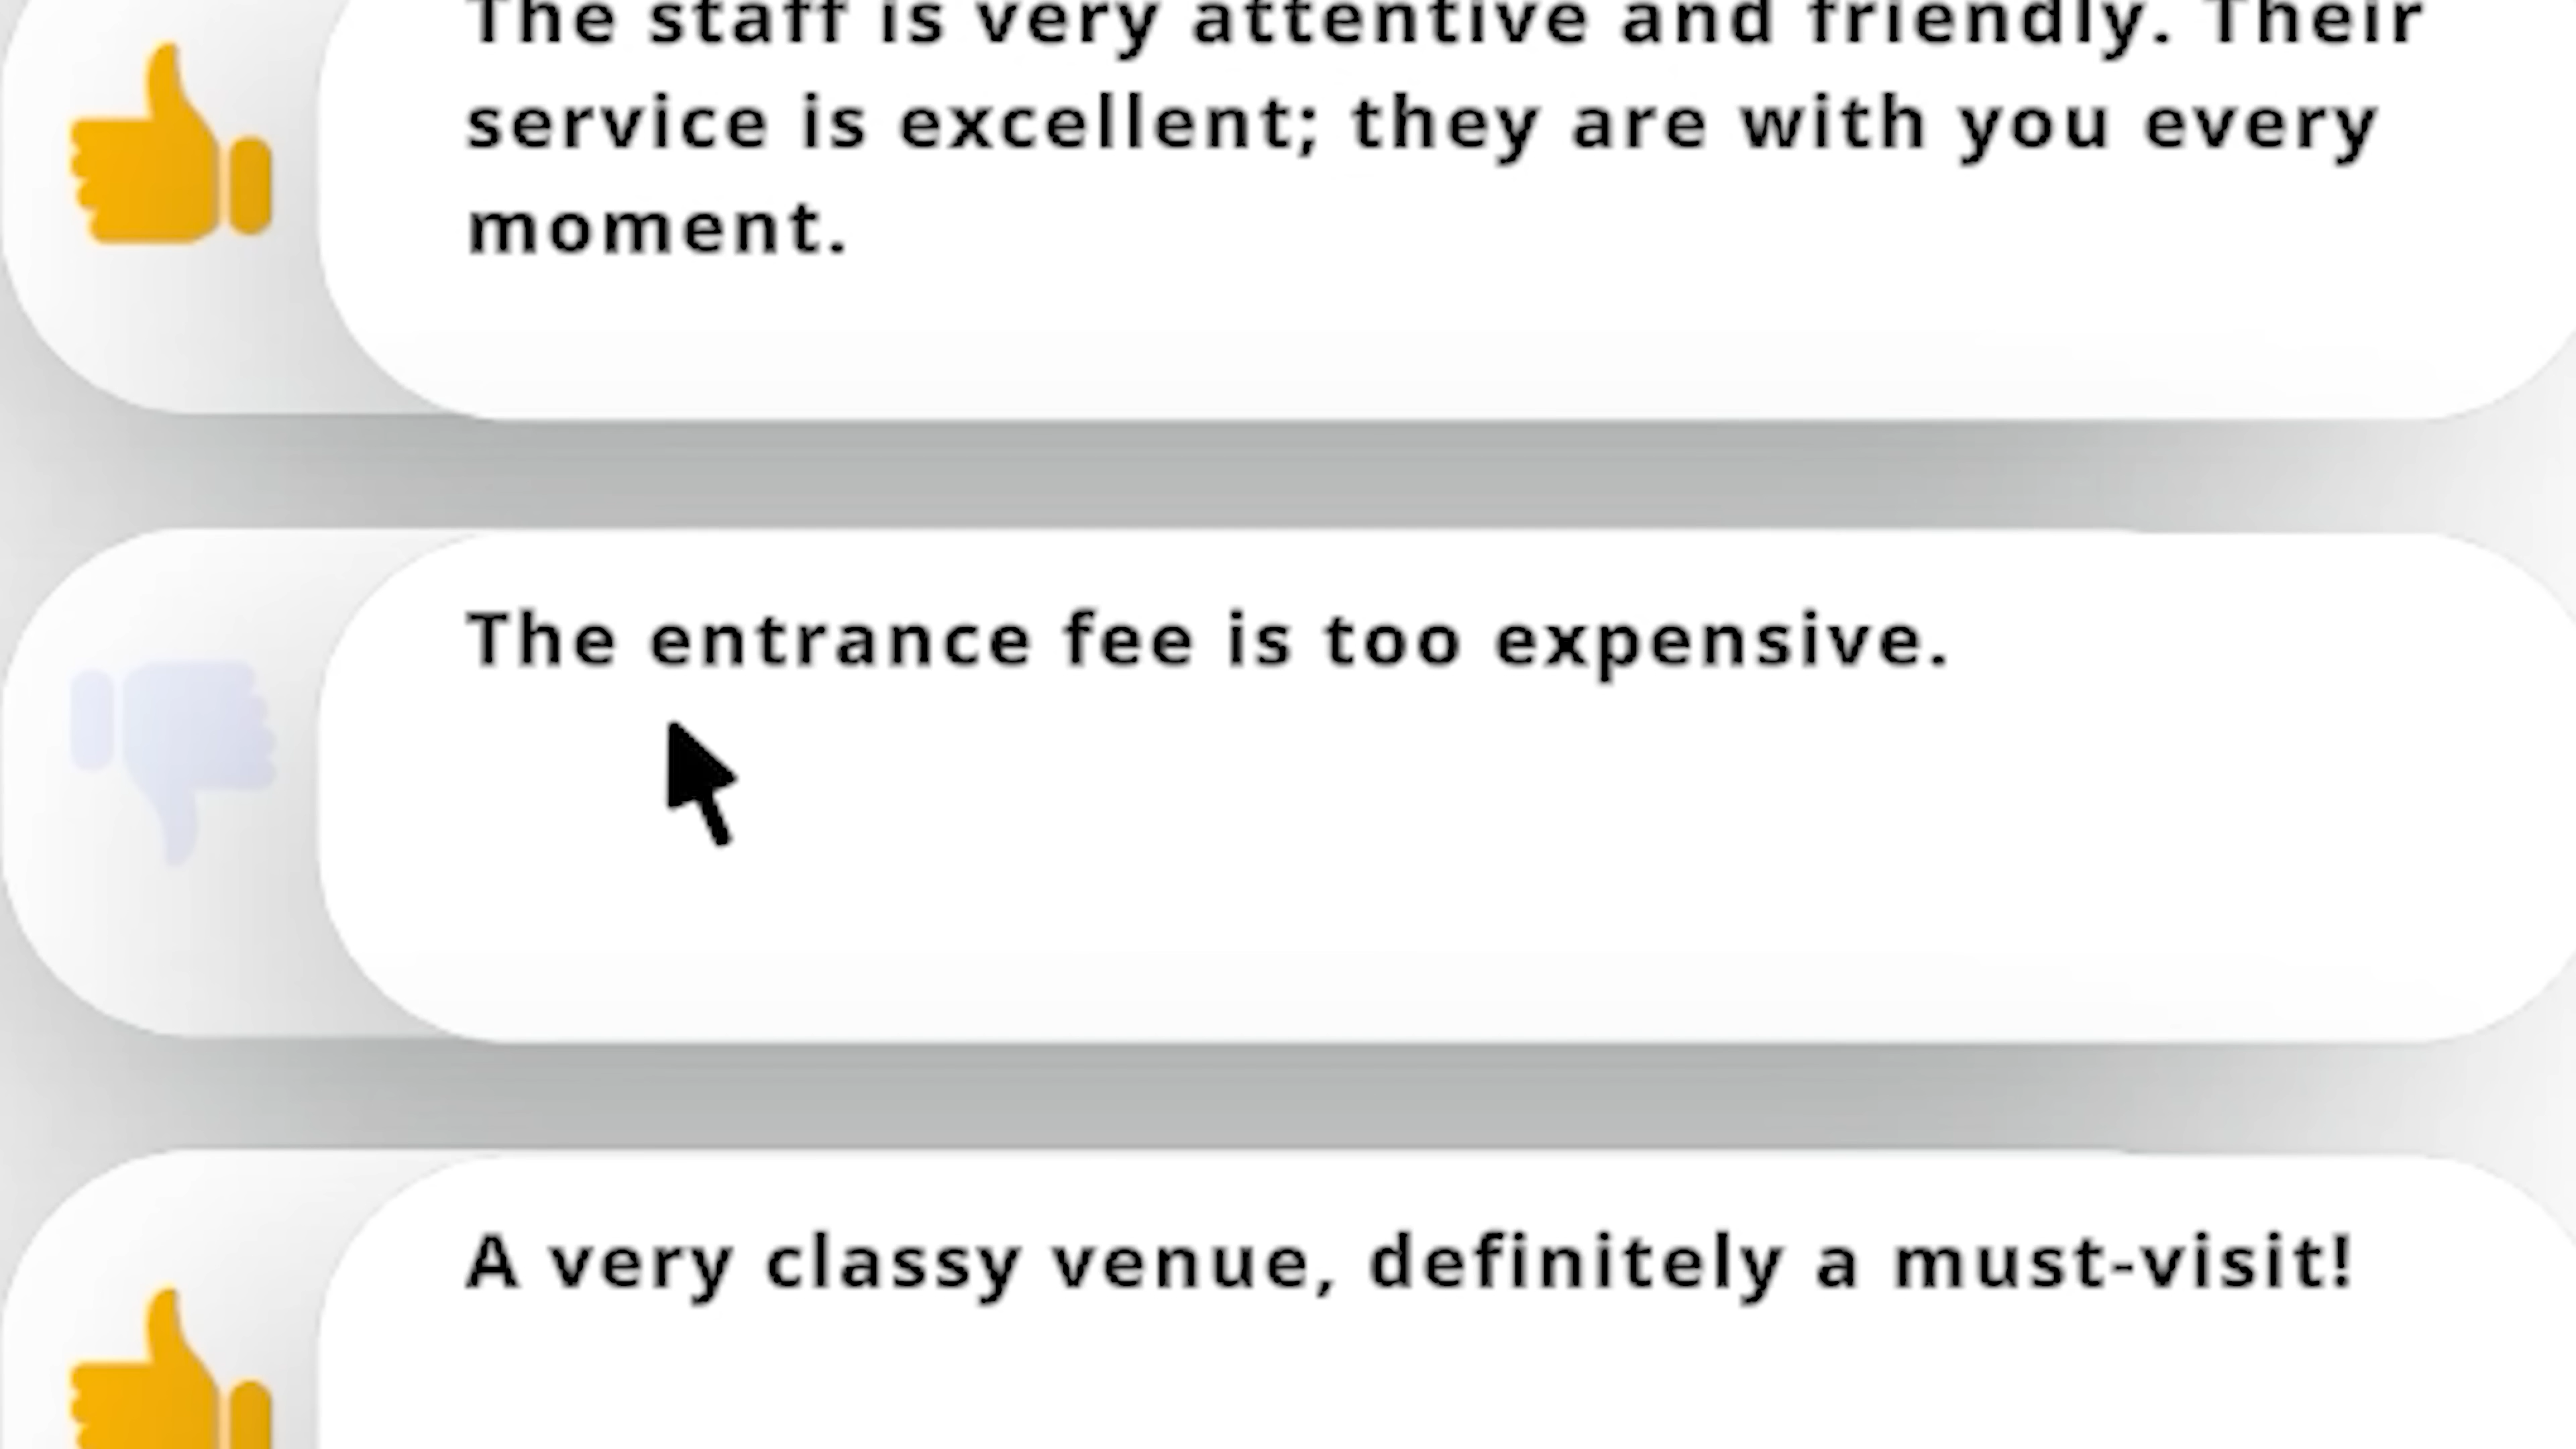 The staff is very attentive and friendly. Their
service is excellent; they are with you every
moment.
The entrance fee is too expensive.
A very classy venue, definitely a must-visit!